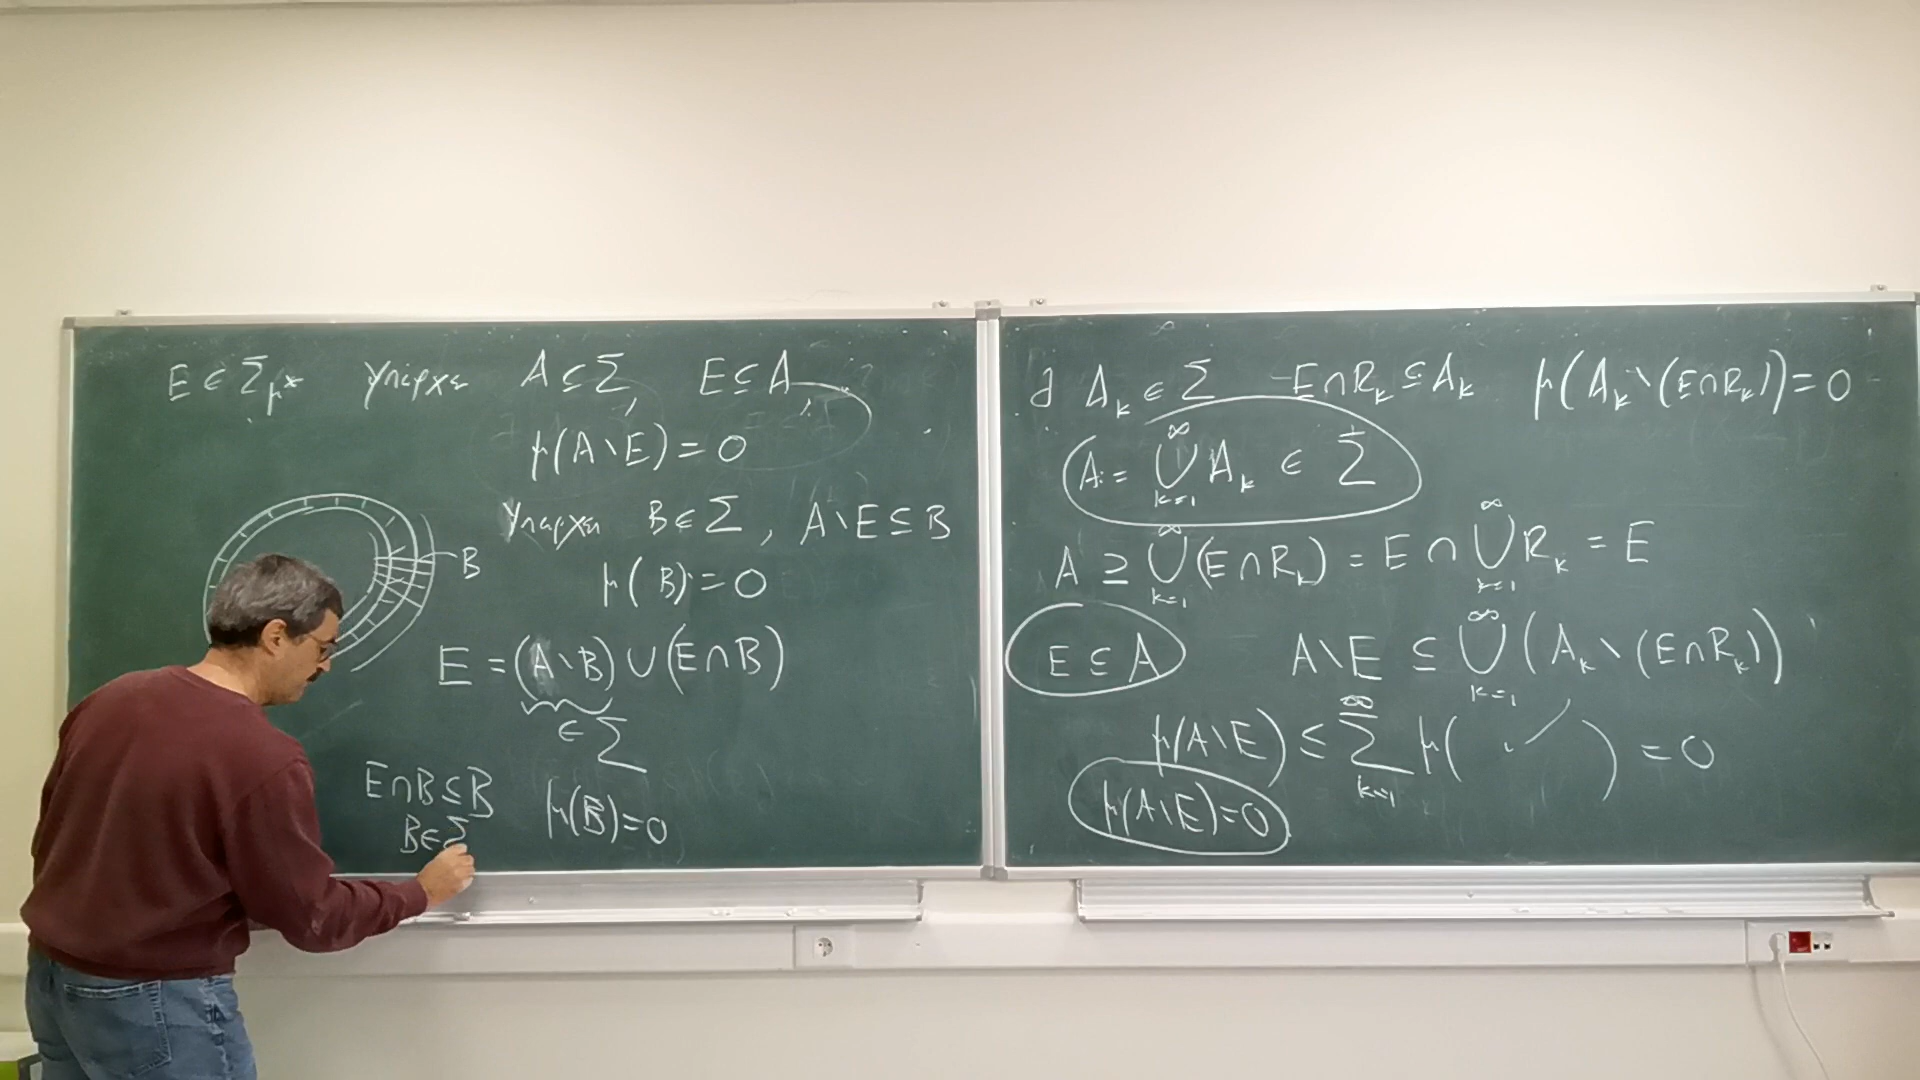 E ∈ Σμ* Υπάρχει A ⊆ Σ, E ⊆ A,
μ(A∖E) = 0
Υπάρχει B ∈ Σ, A∖E ⊆ B
B
μ(B) = 0
E = (A∖B) ∪ (E∩B)
∈ Σ
E∩B ⊆ B μ(B) = 0
B ∈ Σ
∂ A_k ∈ Σ E∩R_k ⊆ A_k μ(A_k∖(E∩R_k)) = 0
A := ⋃_{k=1}^∞ A_k ∈ Σ
A ⊇ ⋃_{k=1}^∞ (E∩R_k) = E ∩ ⋃_{k=1}^∞ R_k = E
E ⊆ A A∖E ⊆ ⋃_{k=1}^∞ (A_k∖(E∩R_k))
μ(A∖E) ≤ Σ_{k=1}^∞ μ( ) = 0
μ(A∖E) = 0